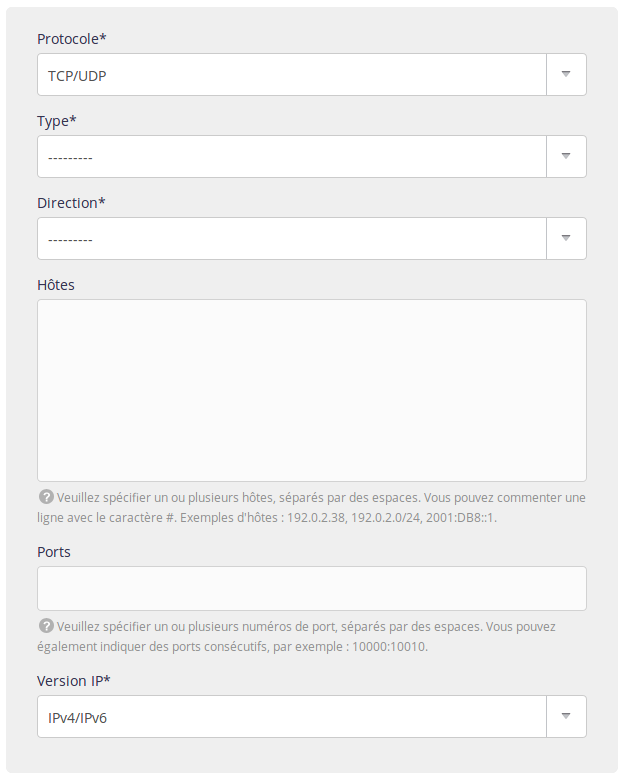 Protocole*
TCP/UDP
Type*
---------
Direction*
---------
Hôtes
? Veuillez spécifier un ou plusieurs hôtes, séparés par des espaces. Vous pouvez commenter une
ligne avec le caractère #. Exemples d'hôtes : 192.0.2.38, 192.0.2.0/24, 2001:DB8::1.
Ports
? Veuillez spécifier un ou plusieurs numéros de port, séparés par des espaces. Vous pouvez
également indiquer des ports consécutifs, par exemple : 10000:10010.
Version IP*
IPv4/IPv6